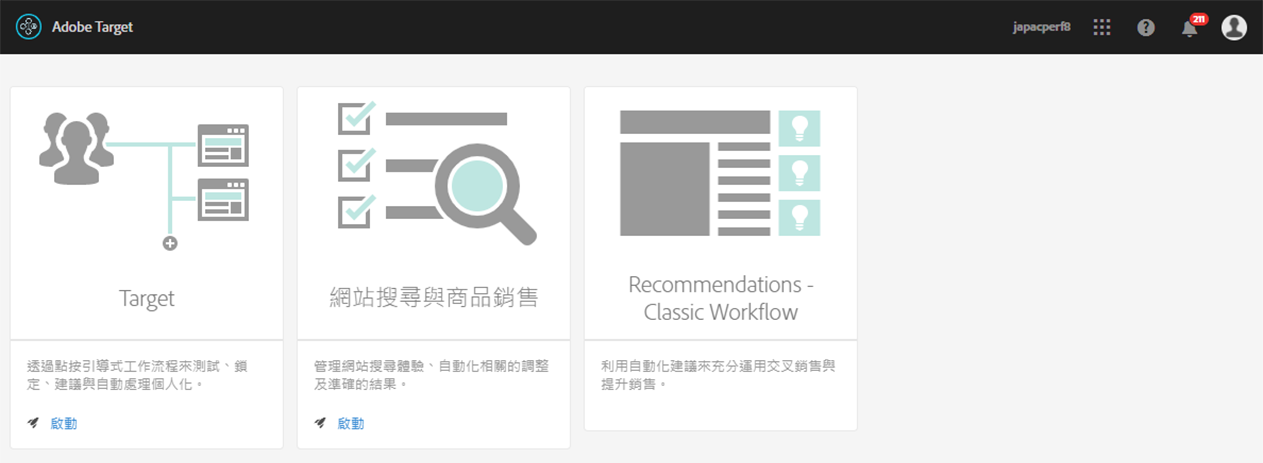 Adobe Target
japacperf8
211
Target
透過點按引導式工作流程來測試、鎖
定、建議與自動處理個人化。
啟動
網站搜尋與商品銷售
管理網站搜尋體驗、自動化相關的調整
及準確的結果。
啟動
Recommendations -
Classic Workflow
利用自動化建議來充分運用交叉銷售與
提升銷售。